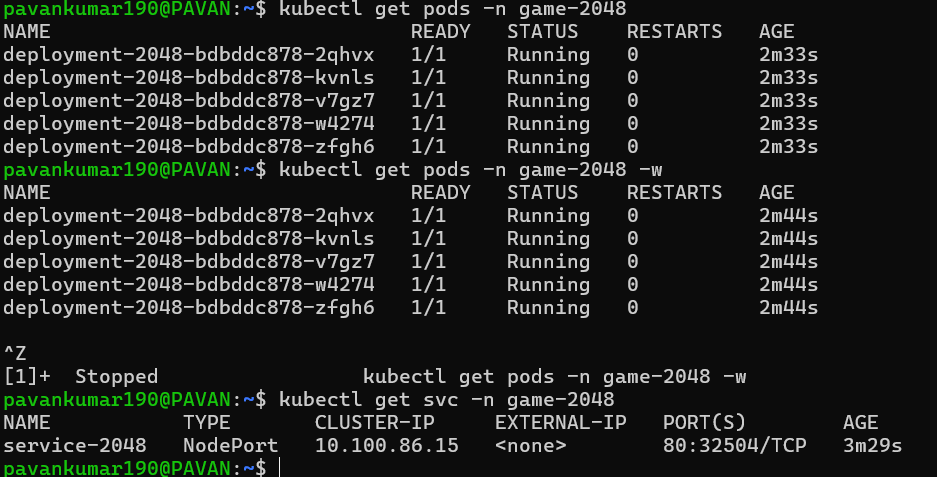 pavankumar190@PAVAN:~$ kubectl get pods -n game-2048
NAME                              READY   STATUS    RESTARTS   AGE
deployment-2048-bdbddc878-2qhvx   1/1     Running   0          2m33s
deployment-2048-bdbddc878-kvnls   1/1     Running   0          2m33s
deployment-2048-bdbddc878-v7gz7   1/1     Running   0          2m33s
deployment-2048-bdbddc878-w4274   1/1     Running   0          2m33s
deployment-2048-bdbddc878-zfgh6   1/1     Running   0          2m33s
pavankumar190@PAVAN:~$ kubectl get pods -n game-2048 -w
NAME                              READY   STATUS    RESTARTS   AGE
deployment-2048-bdbddc878-2qhvx   1/1     Running   0          2m44s
deployment-2048-bdbddc878-kvnls   1/1     Running   0          2m44s
deployment-2048-bdbddc878-v7gz7   1/1     Running   0          2m44s
deployment-2048-bdbddc878-w4274   1/1     Running   0          2m44s
deployment-2048-bdbddc878-zfgh6   1/1     Running   0          2m44s
^Z
[1]+  Stopped                 kubectl get pods -n game-2048 -w
pavankumar190@PAVAN:~$ kubectl get svc -n game-2048
NAME           TYPE       CLUSTER-IP     EXTERNAL-IP   PORT(S)        AGE
service-2048   NodePort   10.100.86.15   <none>        80:32504/TCP   3m29s
pavankumar190@PAVAN:~$